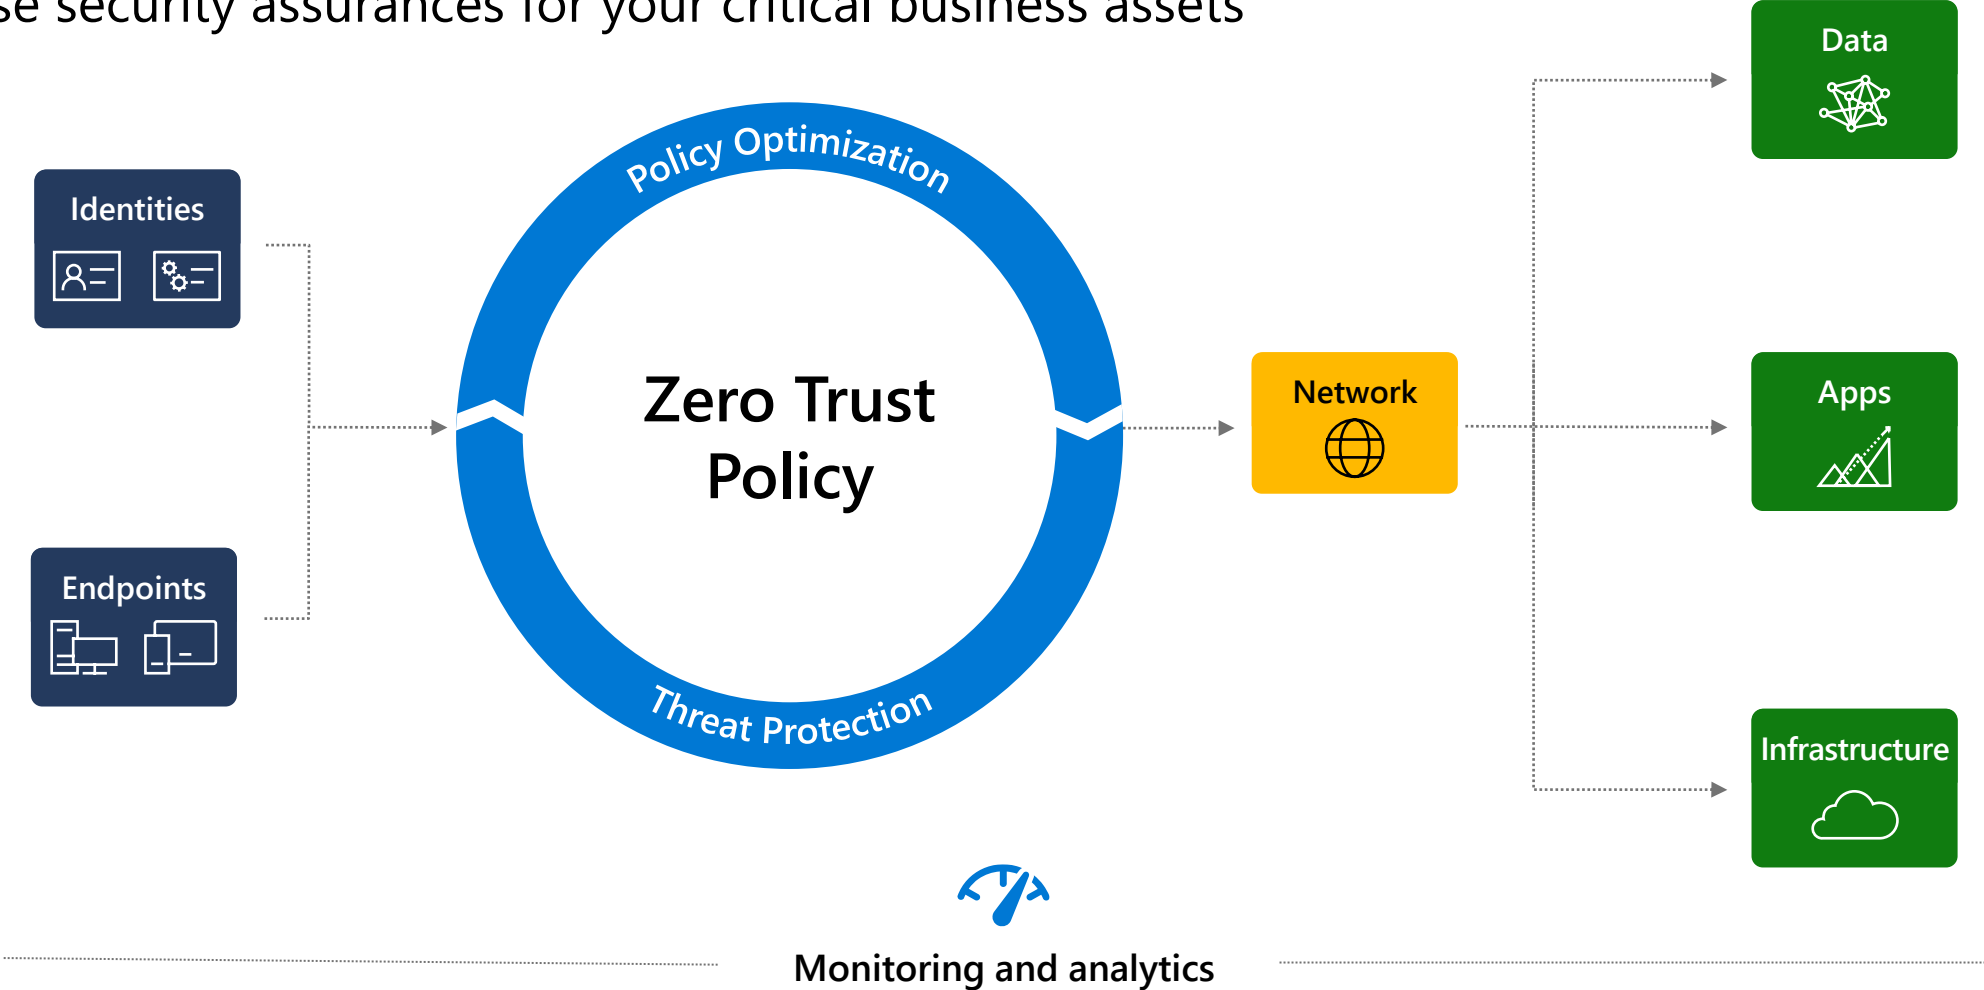 security assurances for your critical business assets
Data
Policy Optimization
Identities
Zero Trust
Policy
Network
Apps
Endpoints
Threat Protection
Infrastructure
Monitoring and analytics